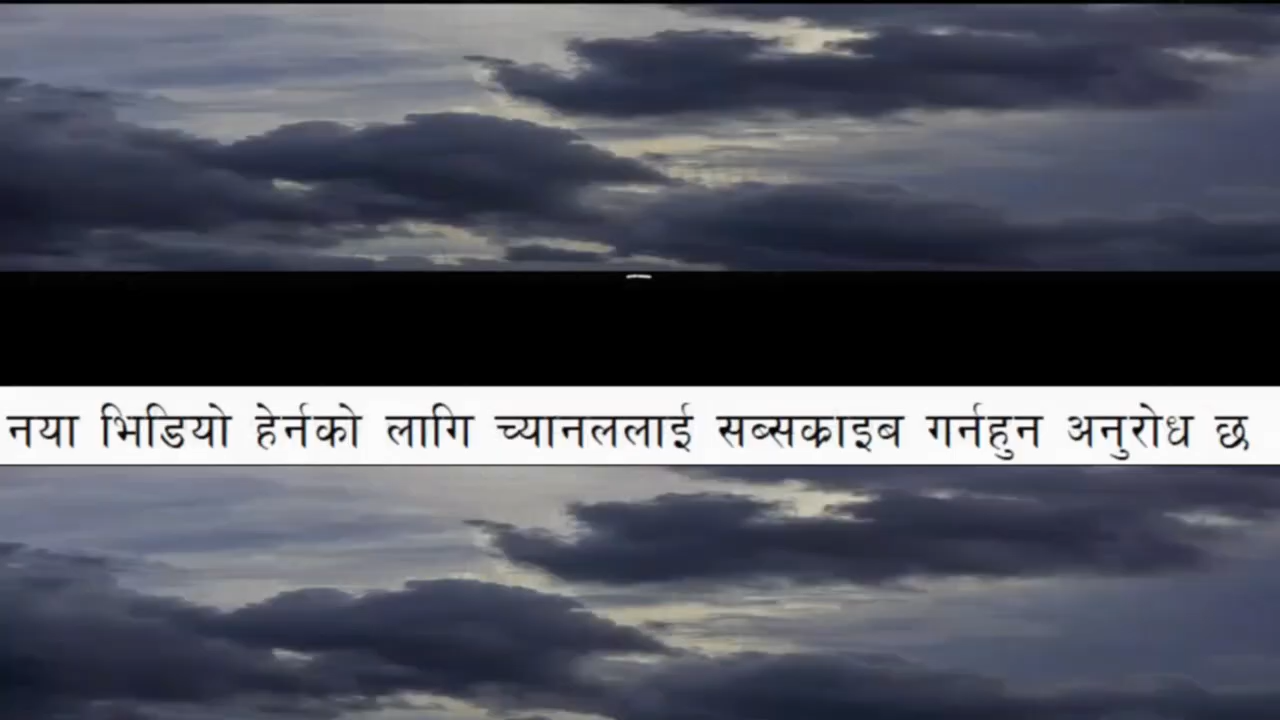 नया भिडियो हेर्नको लागि च्यानललाई सब्सक्राइब गर्नहुन अनुरोध छ